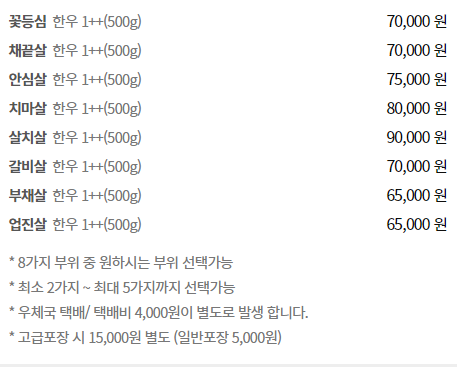 꽃등심 한우 1++(500g) 70,000 원
채끝살 한우 1++(500g) 70,000 원
안심살 한우 1++(500g) 75,000 원
치마살 한우 1++(500g) 80,000 원
살치살 한우 1++(500g) 90,000 원
갈비살 한우 1++(500g) 70,000 원
부채살 한우 1++(500g) 65,000 원
업진살 한우 1++(500g) 65,000 원
* 8가지 부위 중 원하시는 부위 선택가능
* 최소 2가지 ~ 최대 5가지까지 선택가능
* 우체국 택배/ 택배비 4,000원이 별도로 발생 합니다.
* 고급포장 시 15,000원 별도 (일반포장 5,000원)